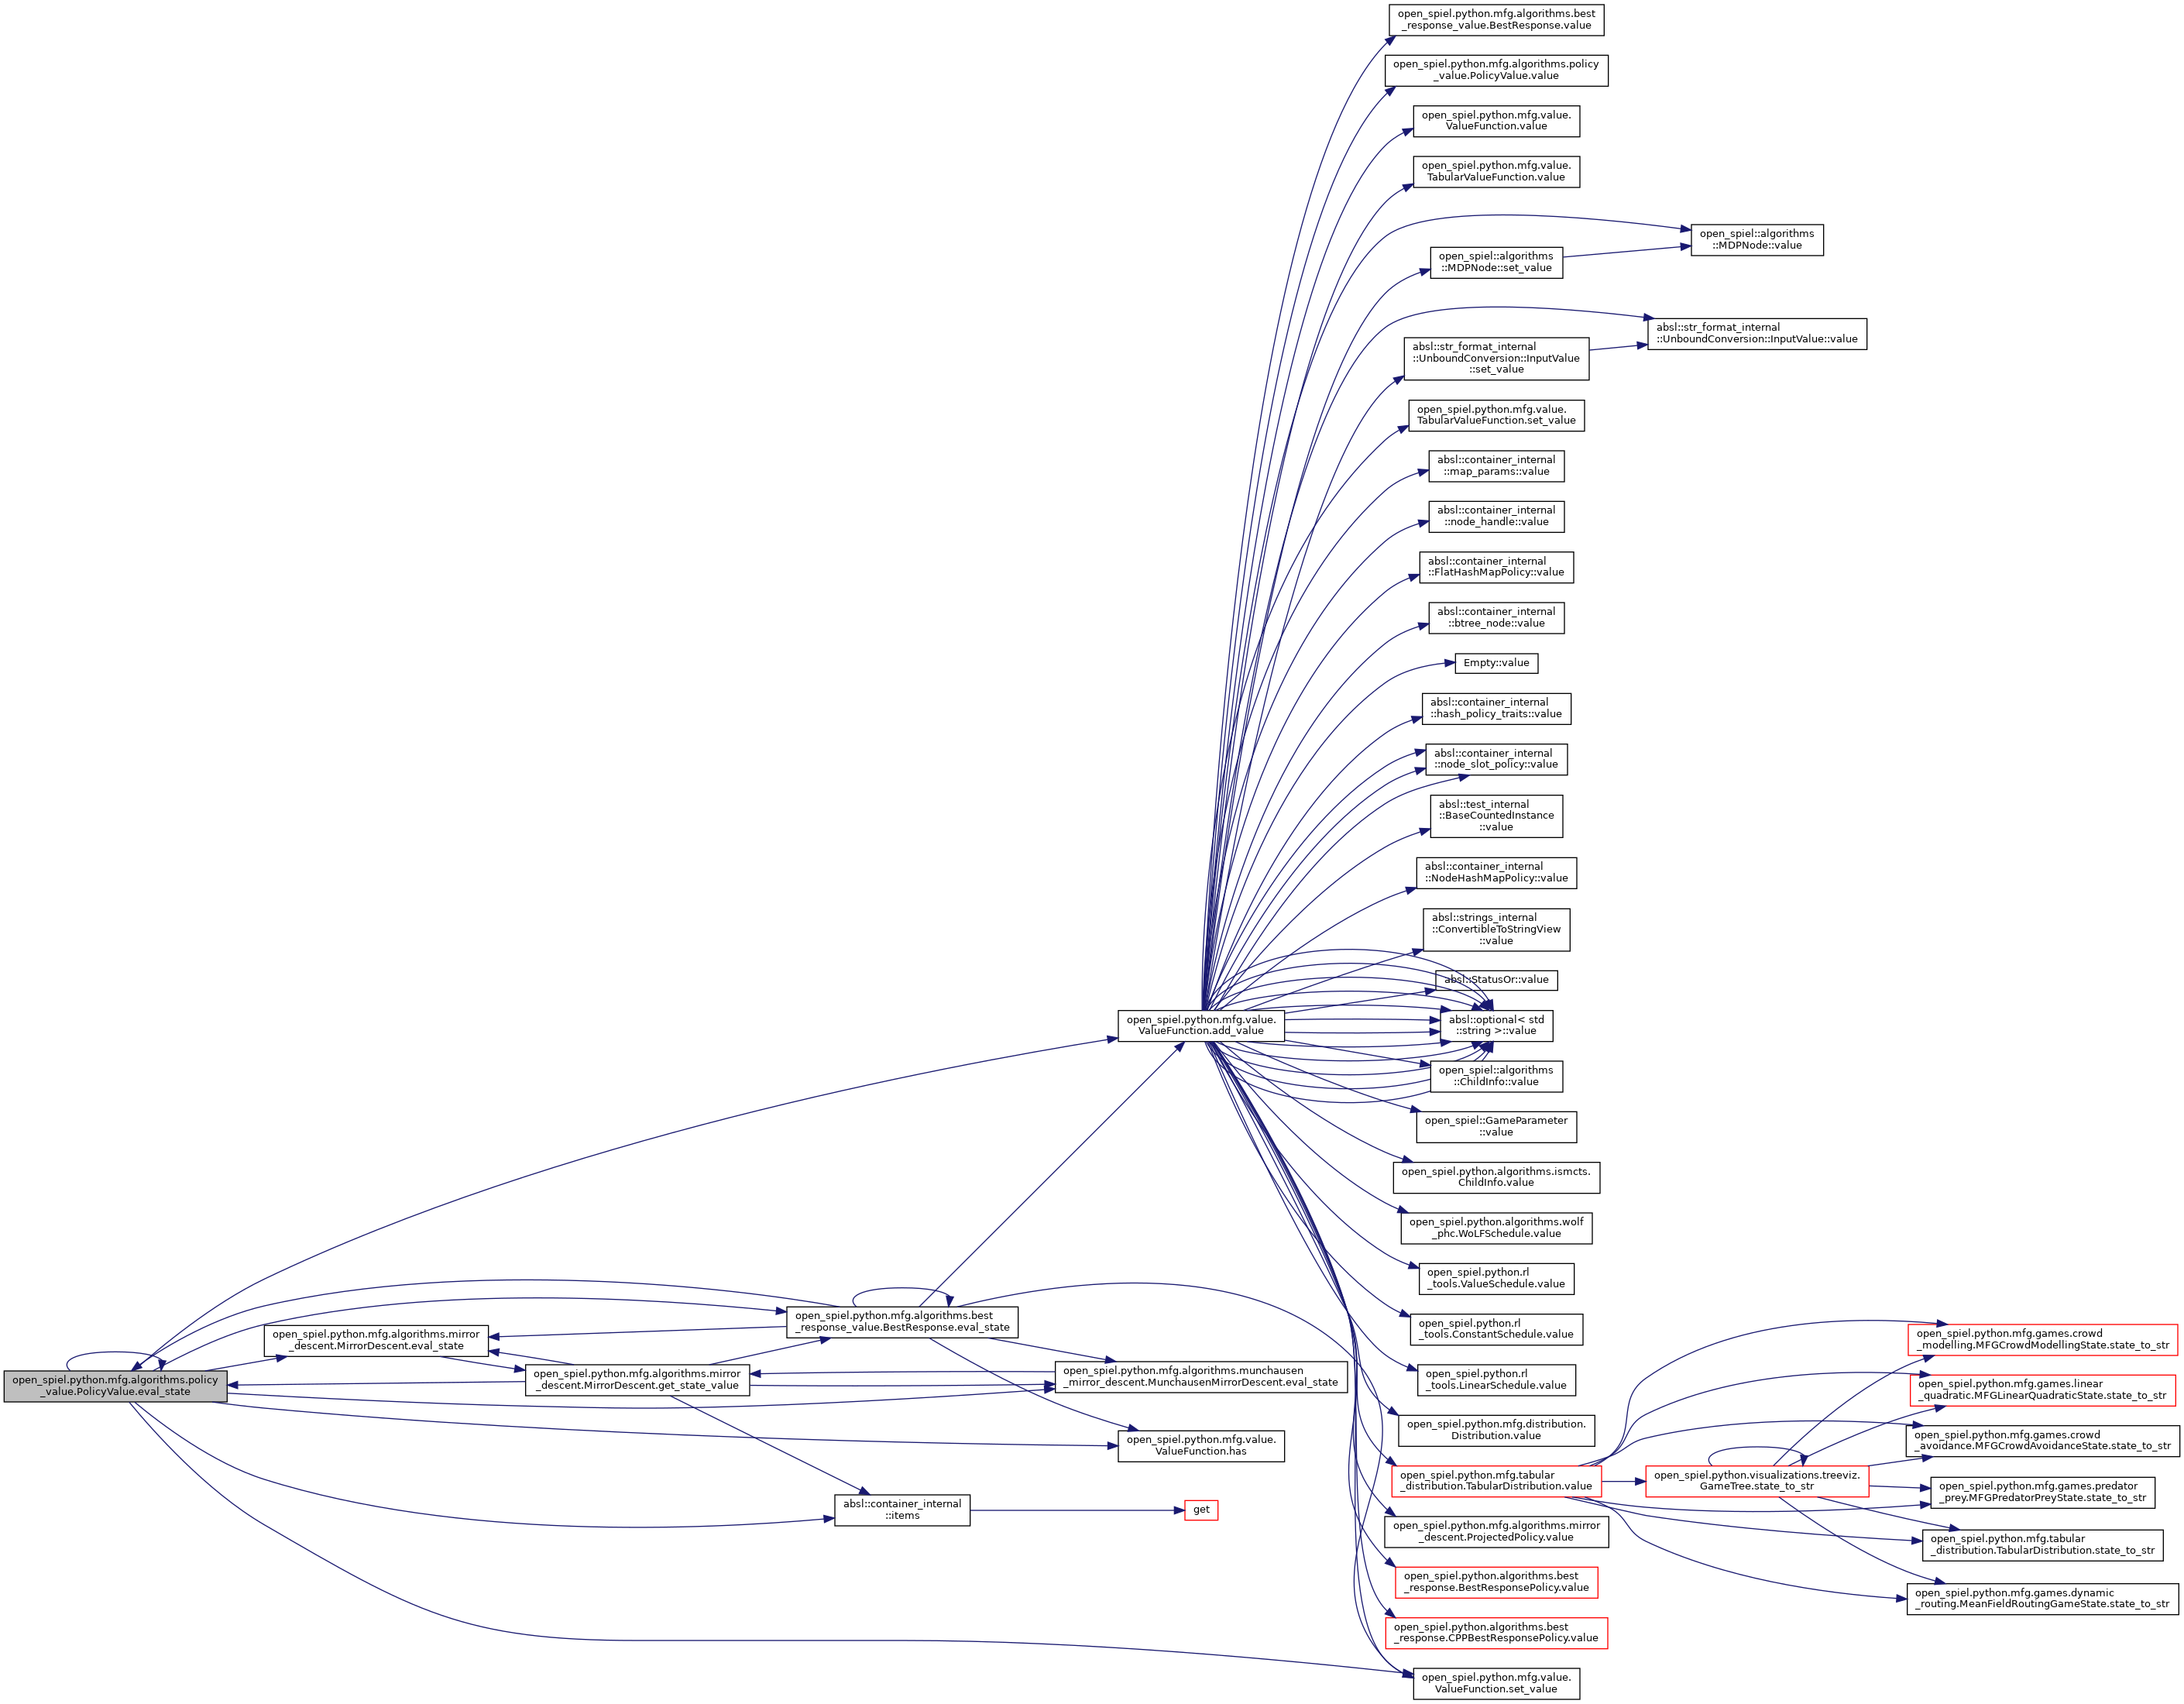 open_spiel.python.mfg.algorithms.best
_response_value.BestResponse.value
open_spiel.python.mfg.algorithms.policy
_value.PolicyValue.value
open_spiel.python.mfg.value.
ValueFunction.value
open_spiel.python.mfg.value.
TabularValueFunction.value
open_spiel::algorithms
::MDPNode::value
open_spiel::algorithms
::MDPNode::set_value
absl::str_format_internal
::UnboundConversion::InputValue::value
absl::str_format_internal
::UnboundConversion::InputValue
::set_value
open_spiel.python.mfg.value.
TabularValueFunction.set_value
absl::container_internal
::map_params::value
absl::container_internal
::node_handle::value
absl::container_internal
::FlatHashMapPolicy::value
absl::container_internal
::btree_node::value
Empty::value
absl::container_internal
::hash_policy_traits::value
absl::container_internal
::node_slot_policy::value
absl::test_internal
::BaseCountedInstance
::value
absl::container_internal
::NodeHashMapPolicy::value
absl::strings_internal
::ConvertibleToStringView
::value
absl::StatusOr::value
open_spiel.python.mfg.value.
ValueFunction.add_value
absl::optional< std
::string >::value
open_spiel::algorithms
::ChildInfo::value
open_spiel::GameParameter
::value
open_spiel.python.algorithms.ismcts.
ChildInfo.value
open_spiel.python.algorithms.wolf
_phc.WoLFSchedule.value
open_spiel.python.rl
_tools.ValueSchedule.value
open_spiel.python.mfg.algorithms.best
_response_value.BestResponse.eval_state
open_spiel.python.rl
_tools.ConstantSchedule.value
open_spiel.python.mfg.games.crowd
_modelling.MFGCrowdModellingState.state_to_str
open_spiel.python.mfg.algorithms.mirror
_descent.MirrorDescent.eval_state
open_spiel.python.mfg.algorithms.policy
_value.PolicyValue.eval_state
open_spiel.python.mfg.algorithms.mirror
_descent.MirrorDescent.get_state_value
open_spiel.python.mfg.algorithms.munchausen
_mirror_descent.MunchausenMirrorDescent.eval_state
open_spiel.python.rl
_tools.LinearSchedule.value
open_spiel.python.mfg.games.linear
_quadratic.MFGLinearQuadraticState.state_to_str
open_spiel.python.mfg.value.
ValueFunction.has
open_spiel.python.mfg.distribution.
Distribution.value
open_spiel.python.mfg.games.crowd
_avoidance.MFGCrowdAvoidanceState.state_to_str
open_spiel.python.mfg.tabular
_distribution.TabularDistribution.value
open_spiel.python.visualizations.treeviz.
GameTree.state_to_str
open_spiel.python.mfg.games.predator
_prey.MFGPredatorPreyState.state_to_str
absl::container_internal
::items
get
open_spiel.python.mfg.algorithms.mirror
_descent.ProjectedPolicy.value
open_spiel.python.mfg.tabular
_distribution.TabularDistribution.state_to_str
open_spiel.python.algorithms.best
_response.BestResponsePolicy.value
open_spiel.python.mfg.games.dynamic
_routing.MeanFieldRoutingGameState.state_to_str
open_spiel.python.algorithms.best
_response.CPPBestResponsePolicy.value
open_spiel.python.mfg.value.
ValueFunction.set_value